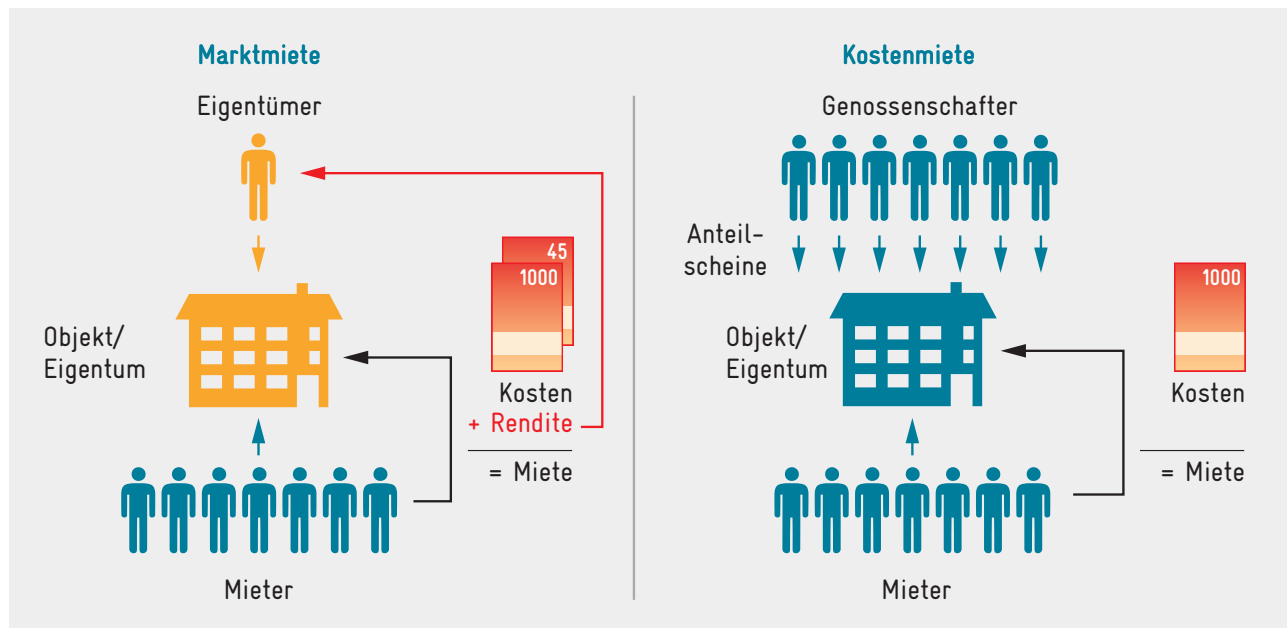 Marktmiete
Eigentümer
45
1000
Objekt/
Eigentum
Kosten
+ Rendite
= Miete
Mieter
Kostenmiete
Genossenschafter
Anteil-
scheine
1000
Objekt/
Eigentum
Kosten
= Miete
Mieter